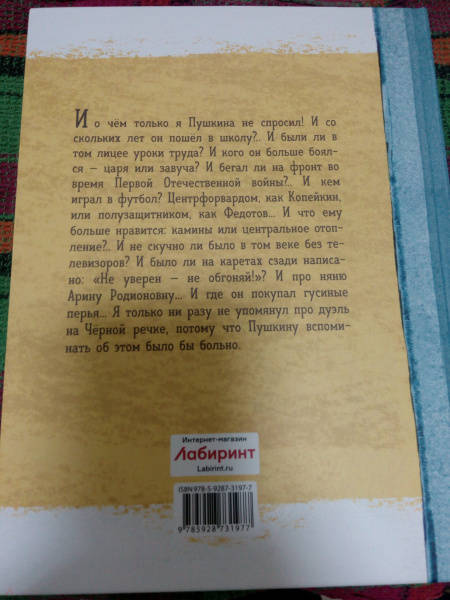 И о чём только я Пушкина не спросил! И со
скольких лет он пошёл в школу?.. И были ли в
том лицее уроки труда? И кого он больше боял-
ся — царя или завуча? И бегал ли на фронт во
время Первой Отечественной войны?.. И кем
играл в футбол? Центрфорвардом, как Копейкин,
или полузащитником, как Федотов... И что ему
больше нравится: камины или центральное отоп-
ление?.. И не скучно ли было в том веке без те-
левизоров? И было ли на каретах сзади написа-
но: «Не уверен — не обгоняй!»? И про няню
Арину Родионовну... И где он покупал гусиные
перья... Я только ни разу не упомянул про дуэль
на Чёрной речке, потому что Пушкину вспоми-
нать об этом было бы больно.
Интернет-магазин
Лабиринт
Labirint.ru
ISBN 978-5-9287-3197-7
9 785928 731977